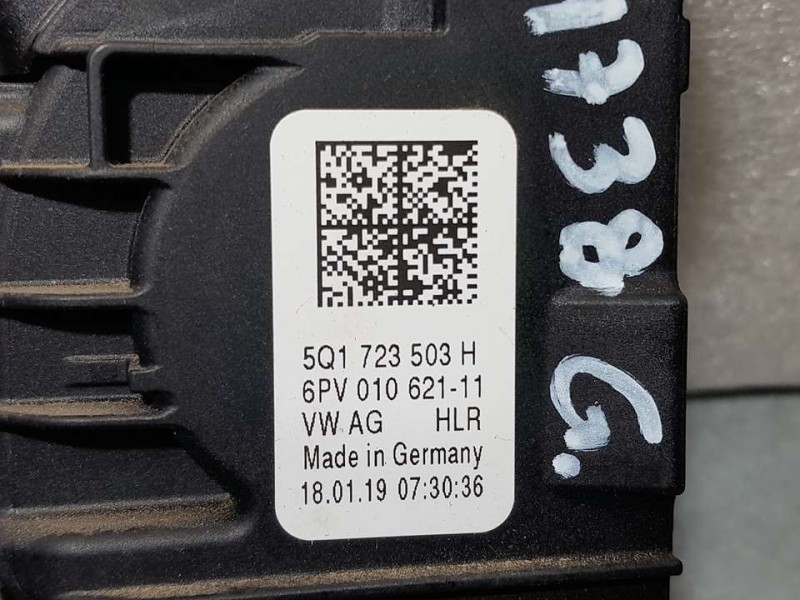 5Q1 723 503 H
6PV 010 621-11
VW AG HLR
Made in Germany
18.01.19 07:30:36
1738 G.